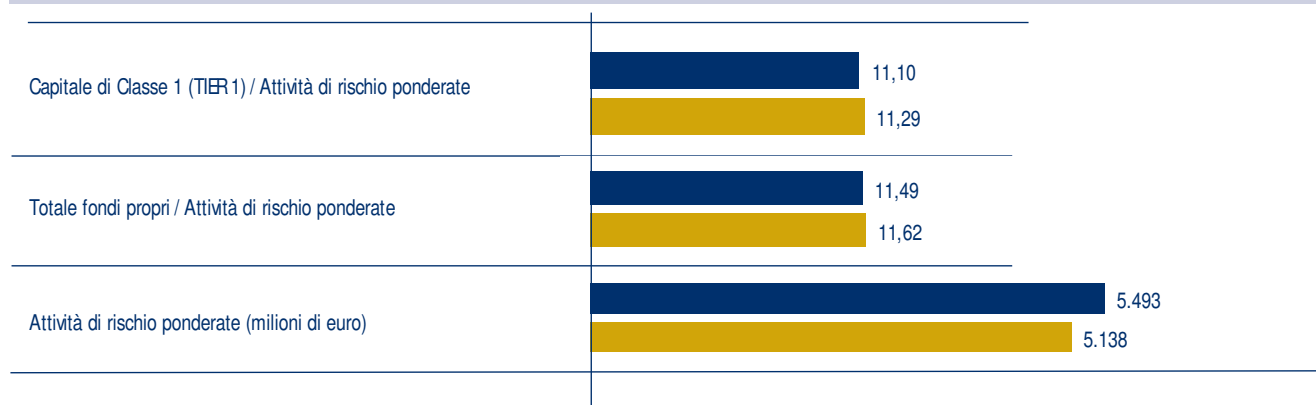 Capitale di Classe 1 (TIER 1) / Attività di rischio ponderate
11,10
11,29
Totale fondi propri / Attività di rischio ponderate
11,49
11,62
Attività di rischio ponderate (milioni di euro)
5.493
5.138